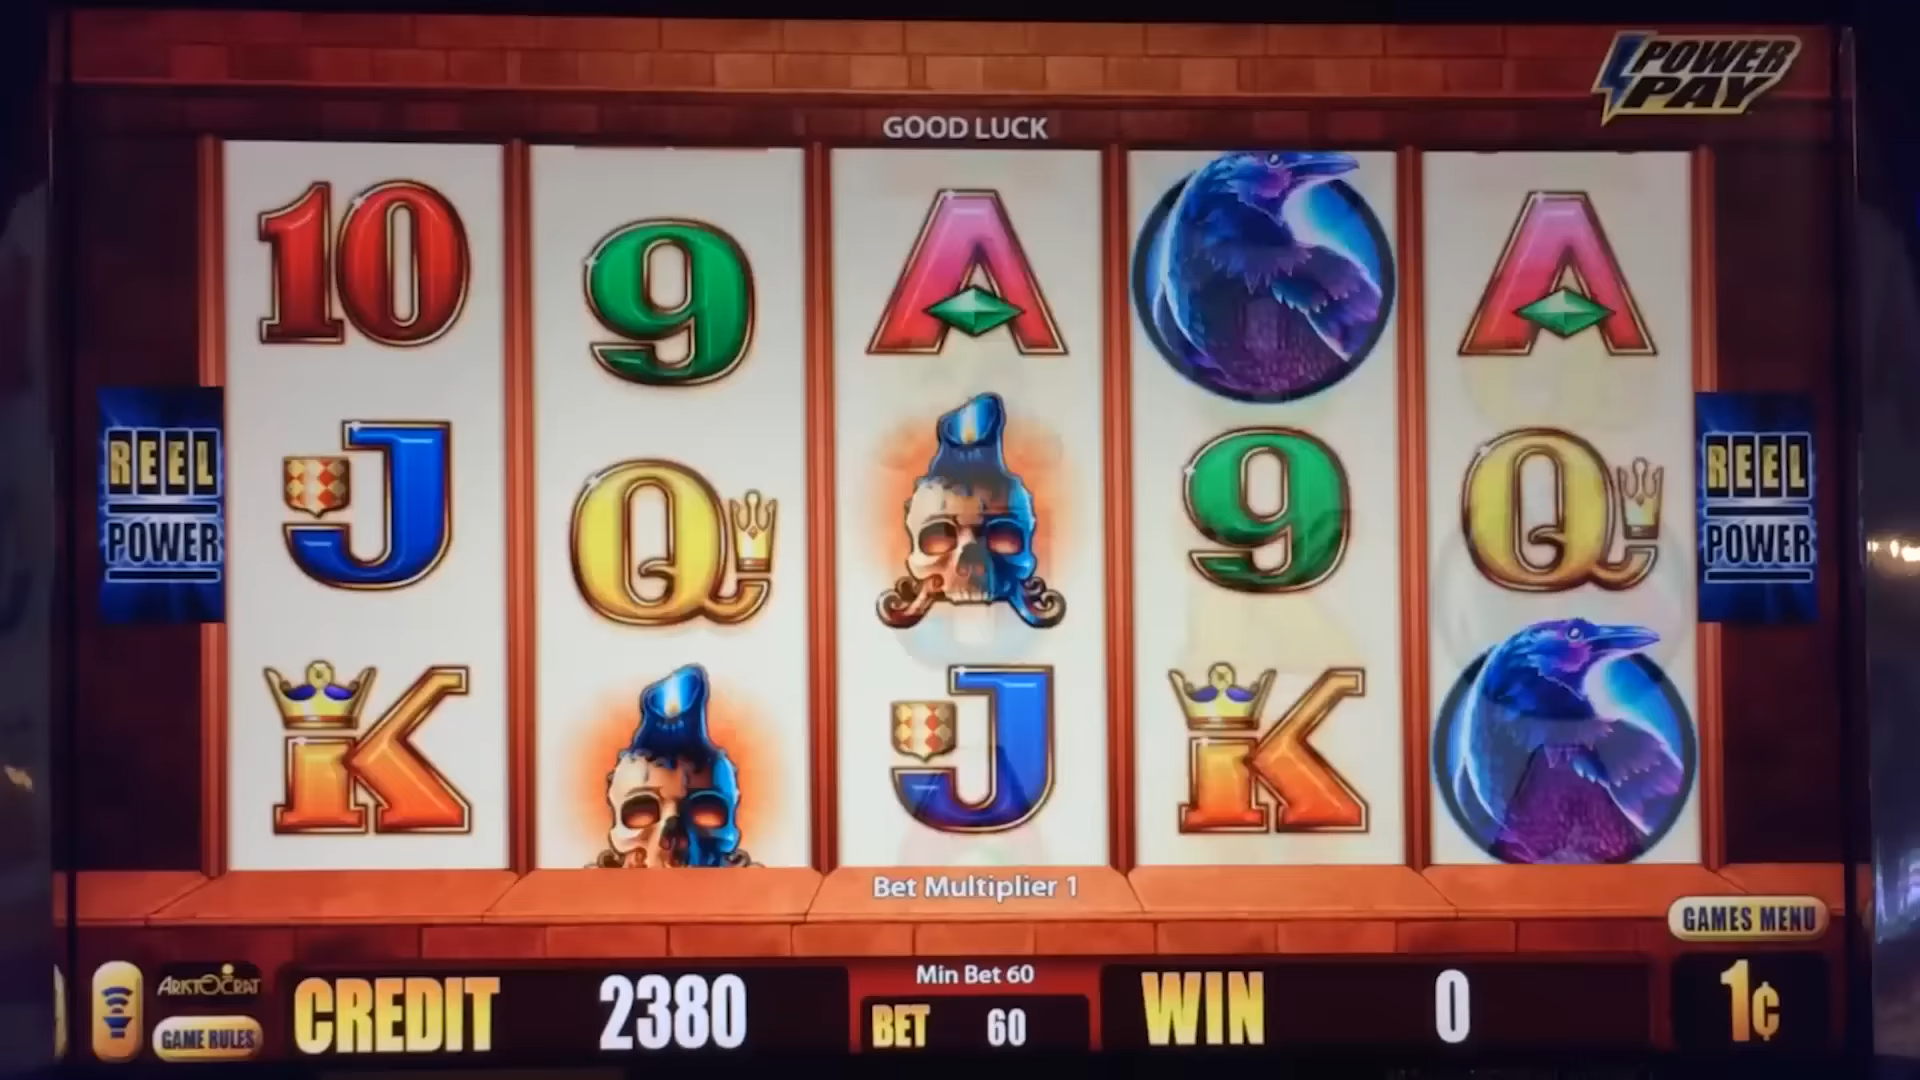 POWER
PAY
GOOD LUCK
10 9 A A
REEL
POWER
J Q 9 Q
REEL
POWER
K J K
Bet Multiplier 1
GAMES MENU
ARISTOCRAT
GAME RULES
CREDIT 2380
Min Bet 60
BET 60
WIN 0
1¢